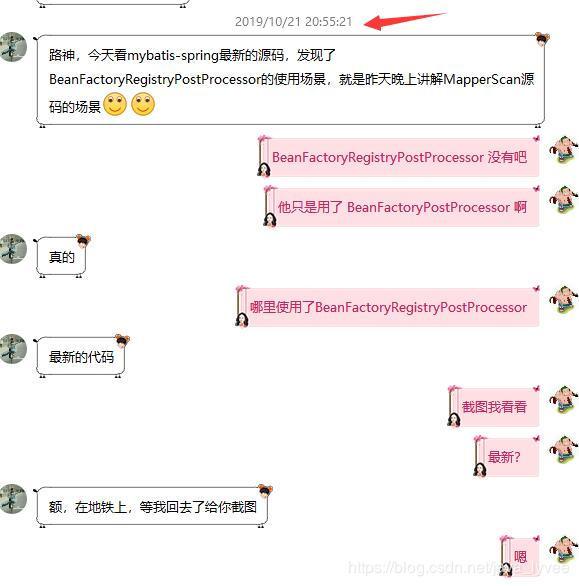 2019/10/21 20:55:21
路神，今天看mybatis-spring最新的源码，发现了
BeanFactoryRegistryPostProcessor的使用场景，就是昨天晚上讲解MapperScan源
码的场景
BeanFactoryRegistryPostProcessor 没有吧
他只是用了 BeanFactoryPostProcessor 啊
真的
哪里使用了BeanFactoryRegistryPostProcessor
最新的代码
截图我看看
最新？
额，在地铁上，等我回去了给你截图
嗯